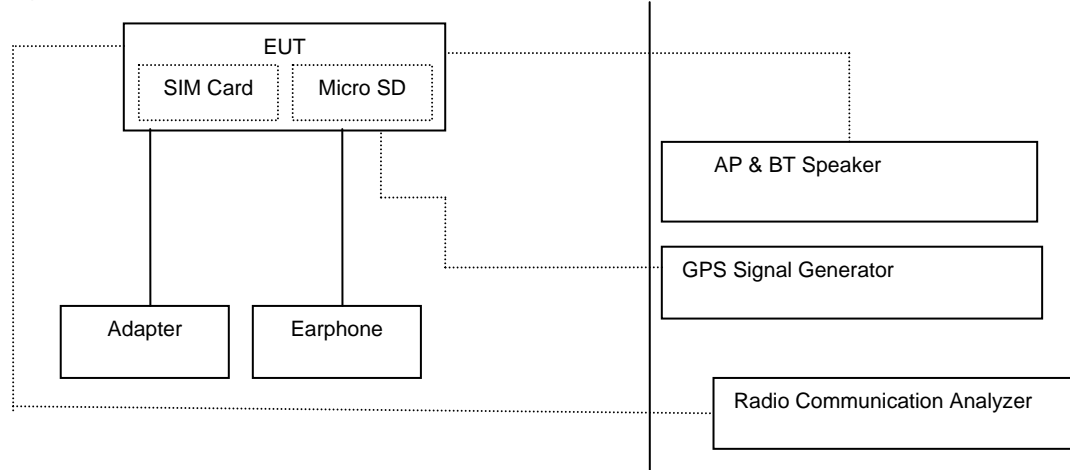 EUT
SIM Card
Micro SD
AP & BT Speaker
GPS Signal Generator
Adapter
Earphone
Radio Communication Analyzer